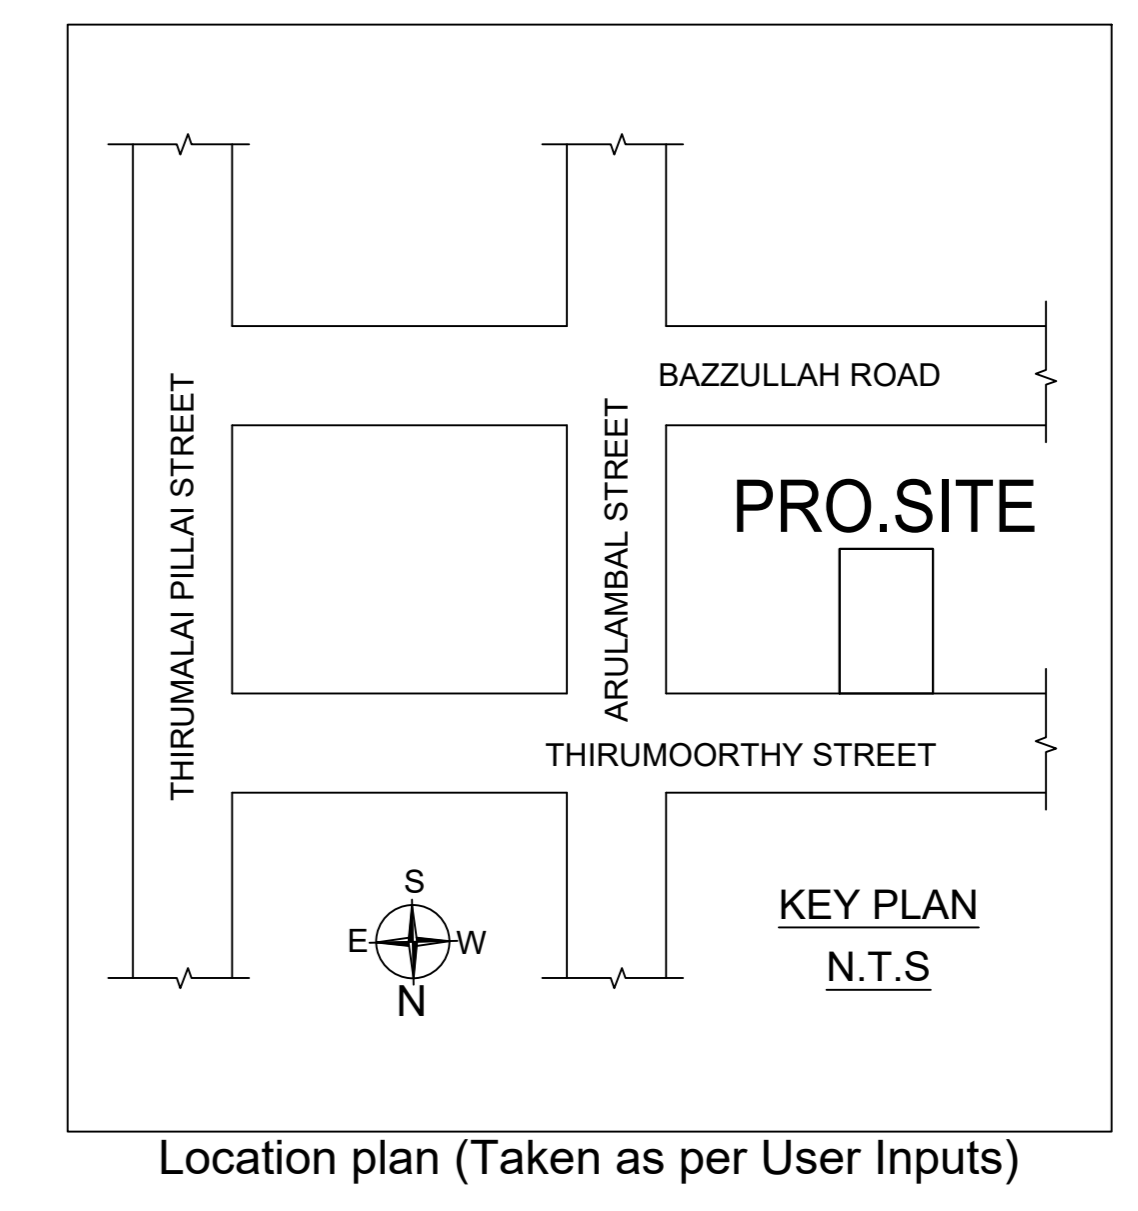 BAZZULLAH ROAD
THIRUMALAI PILLAI STREET
ARULAMBAL STREET
PRO.SITE
THIRUMOORTHY STREET
S
E
W
N
KEY PLAN
N.T.S
Location plan (Taken as per User Inputs)